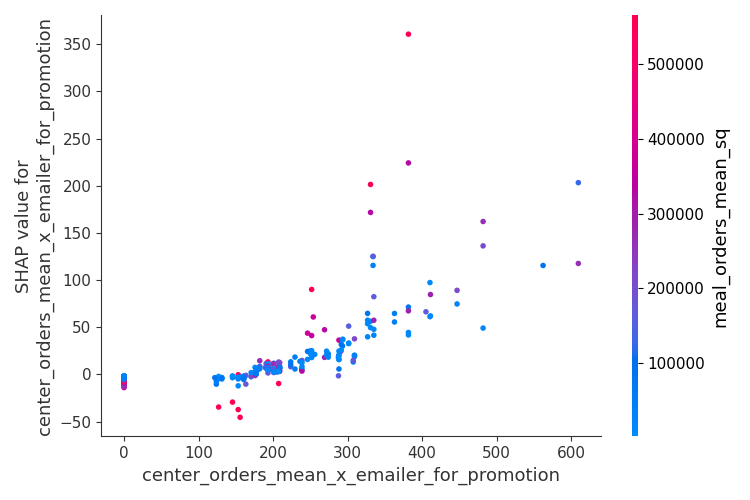 350
300
250
200
150
100
50
0
−50
SHAP value for
center_orders_mean_x_emailer_for_promotion
0 100 200 300 400 500 600
center_orders_mean_x_emailer_for_promotion
500000
400000
300000
200000
100000
meal_orders_mean_sq